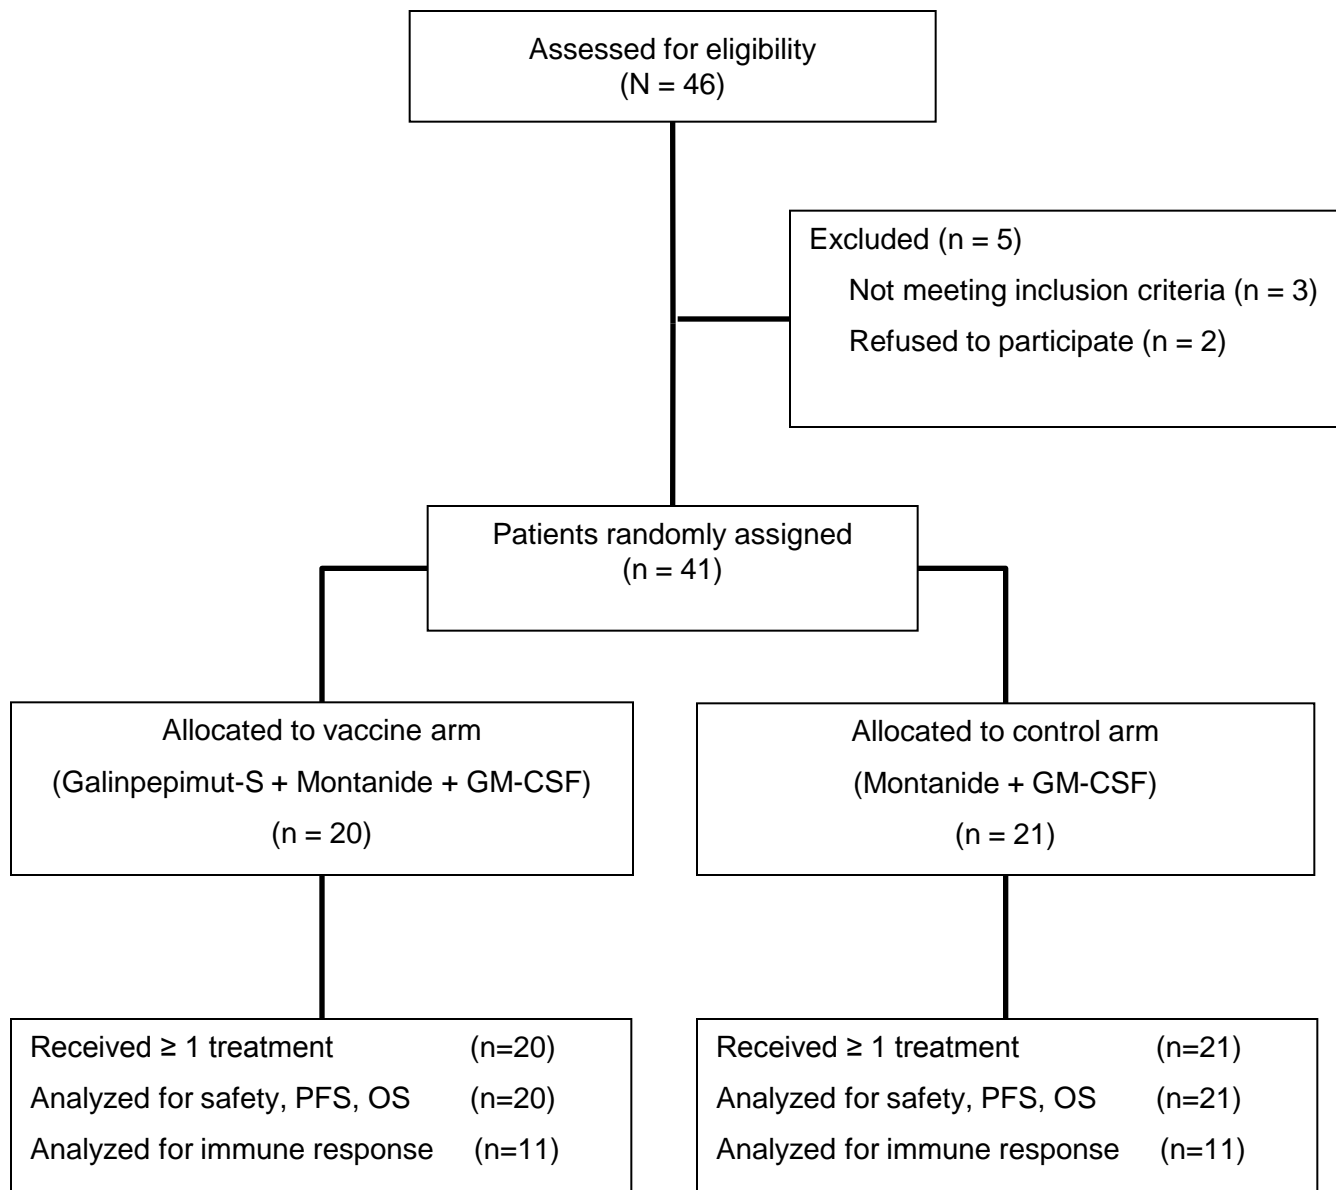 Assessed for eligibility
(N = 46)
Excluded (n = 5)
Not meeting inclusion criteria (n = 3)
Refused to participate (n = 2)
Patients randomly assigned
(n = 41)
Allocated to vaccine arm
(Galinpepimut-S + Montanide + GM-CSF)
(n = 20)
Allocated to control arm
(Montanide + GM-CSF)
(n = 21)
Received ≥ 1 treatment (n=20)
Analyzed for safety, PFS, OS (n=20)
Analyzed for immune response (n=11)
Received ≥ 1 treatment (n=21)
Analyzed for safety, PFS, OS (n=21)
Analyzed for immune response (n=11)